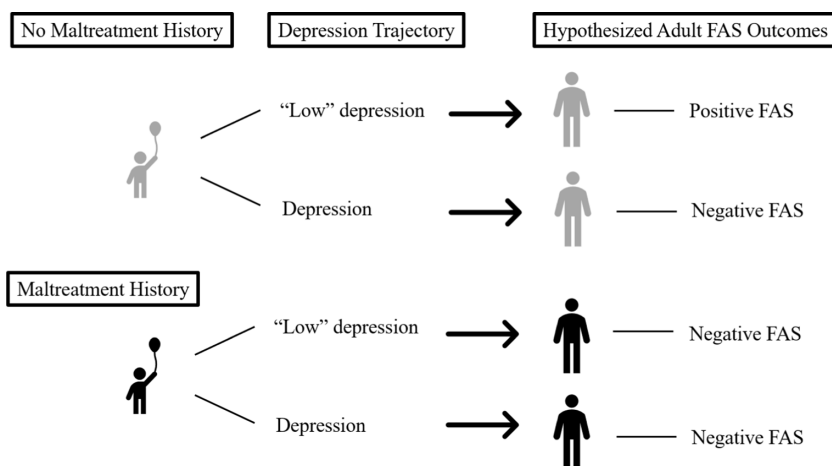 No Maltreatment History
Depression Trajectory
Hypothesized Adult FAS Outcomes
“Low” depression
Positive FAS
Depression
Negative FAS
Maltreatment History
“Low” depression
Negative FAS
Depression
Negative FAS